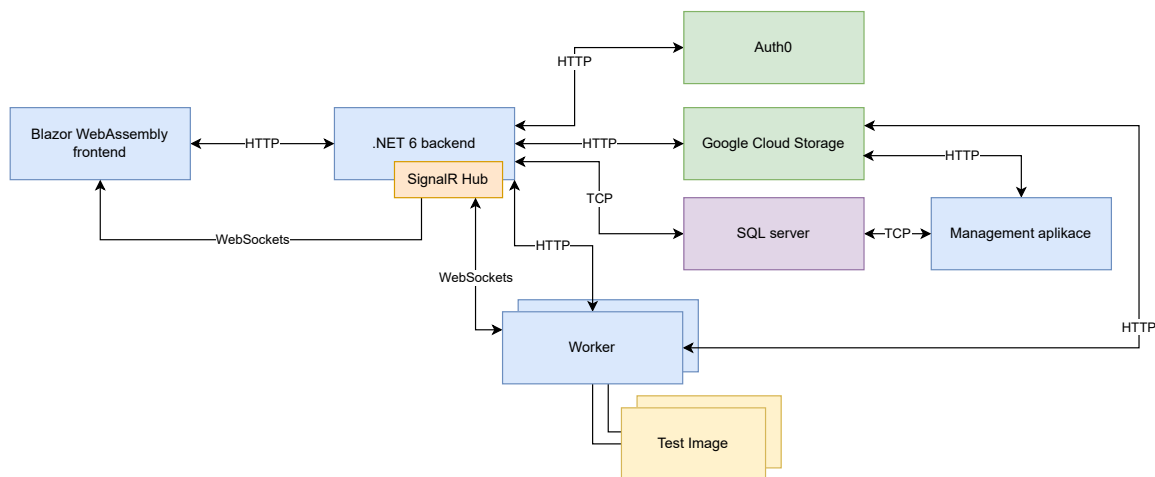 Auth0
HTTP
Blazor WebAssembly
frontend
HTTP
.NET 6 backend
HTTP
Google Cloud Storage
HTTP
SignalR Hub
TCP
WebSockets
HTTP
SQL server
TCP
Management aplikace
WebSockets
HTTP
Worker
Test Image